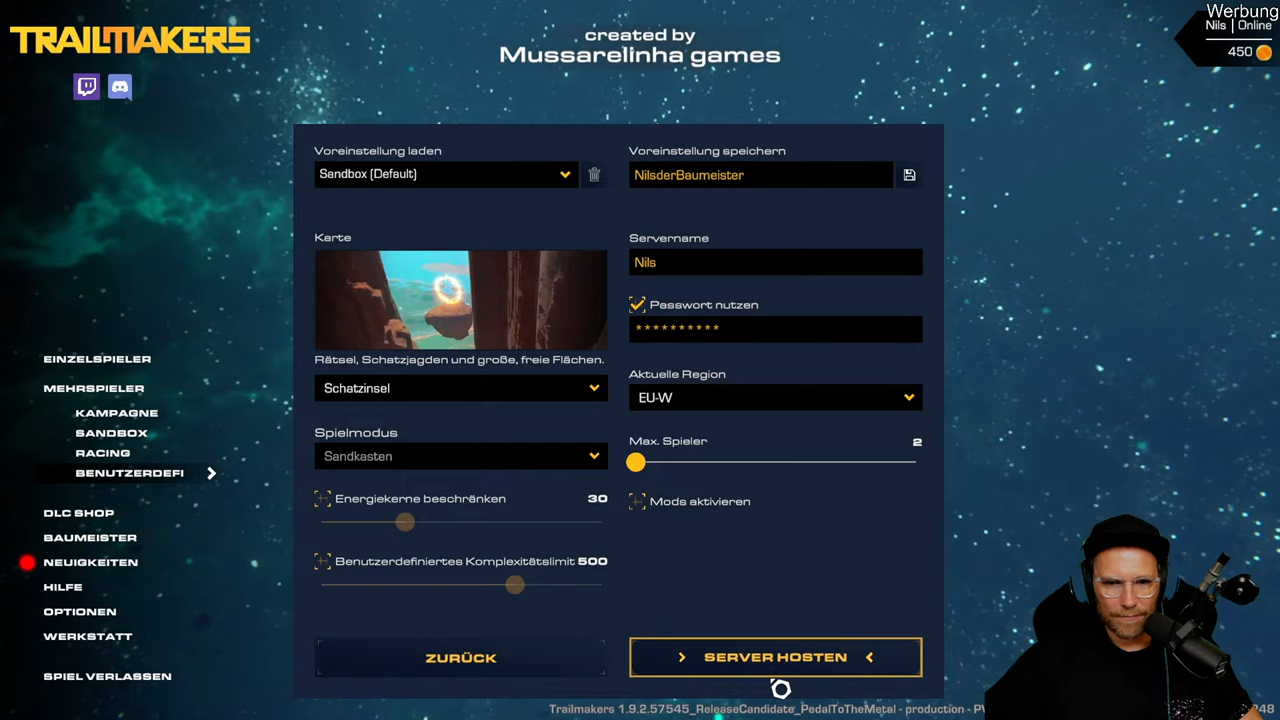 TRAILMAKERS
created by
Mussarelinha games
Werbung
Nils | Online
450
Voreinstellung laden
Sandbox (Default)
Voreinstellung speichern
NilsderBaumeister
Karte
Rätsel, Schatzjagden und große, freie Flächen.
Schatzinsel
Spielmodus
Sandkasten
Energiekerne beschränken 30
Benutzerdefiniertes Komplexitätslimit 500
Servername
Nils
Passwort nutzen
**********
Aktuelle Region
EU-W
Max. Spieler 2
Mods aktivieren
EINZELSPIELER
MEHRSPIELER
KAMPAGNE
SANDBOX
RACING
BENUTZERDEFI
DLC SHOP
BAUMEISTER
NEUIGKEITEN
HILFE
OPTIONEN
WERKSTATT
SPIEL VERLASSEN
ZURÜCK
SERVER HOSTEN
Trailmakers 1.9.2.57545_ReleaseCandidate_PedalToTheMetal - production -